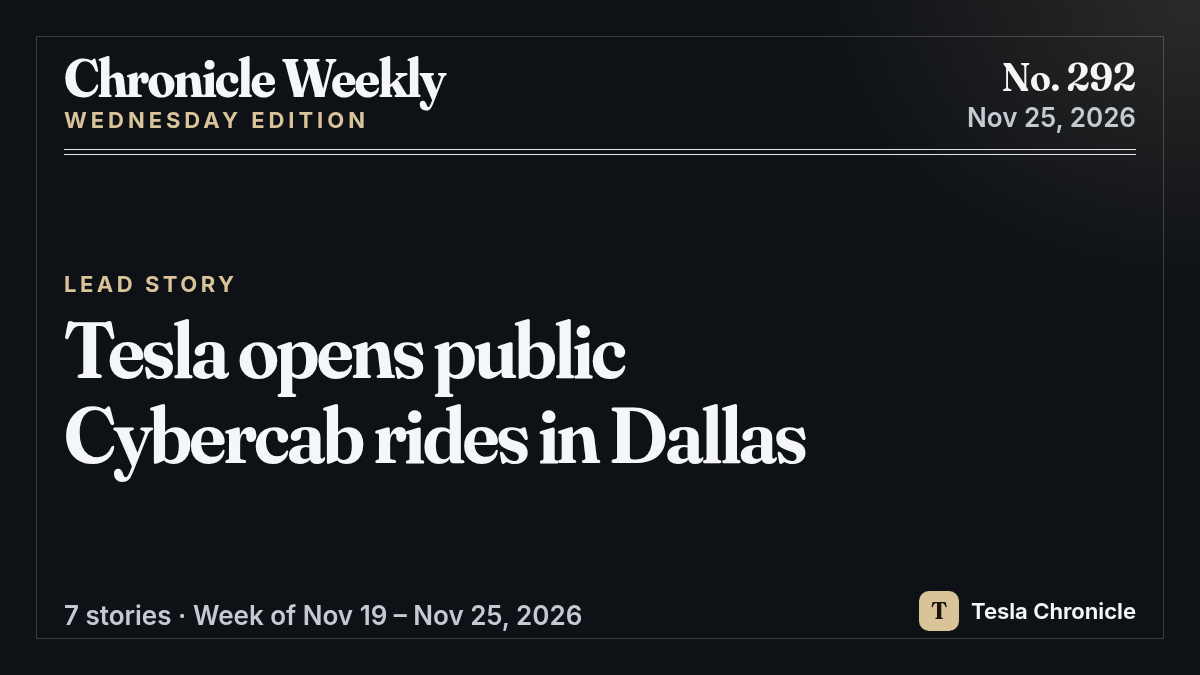 Chronicle Weekly
WEDNESDAY EDITION
No. 292
Nov 25, 2026
LEAD STORY
Tesla opens public
Cybercab rides in Dallas
7 stories · Week of Nov 19 – Nov 25, 2026
T Tesla Chronicle